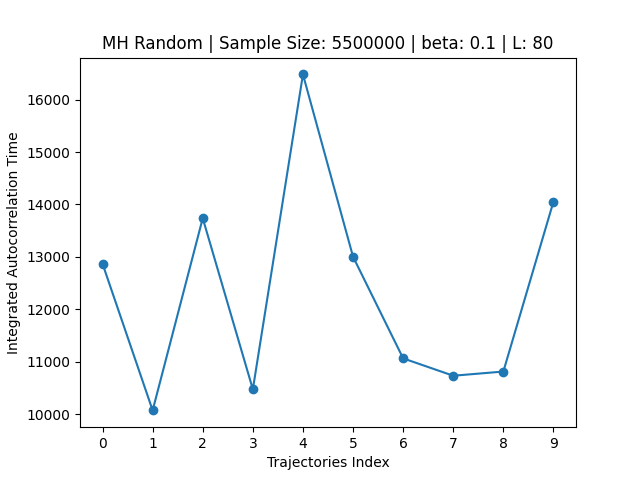 MH Random | Sample Size: 5500000 | beta: 0.1 | L: 80
Integrated Autocorrelation Time
16000
15000
14000
13000
12000
11000
10000
0 1 2 3 4 5 6 7 8 9
Trajectories Index